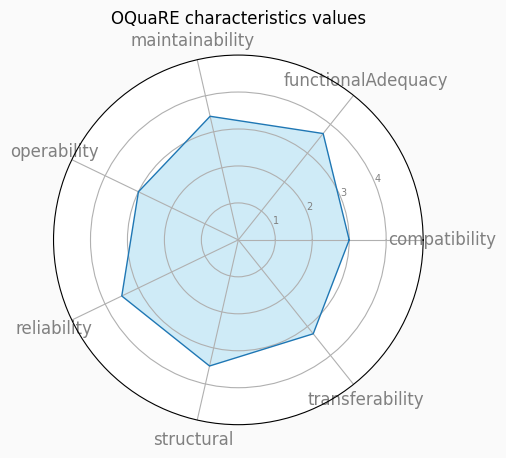 OQuaRE characteristics values
maintainability
functionalAdequacy
operability
4
3
2
1
compatibility
reliability
transferability
structural